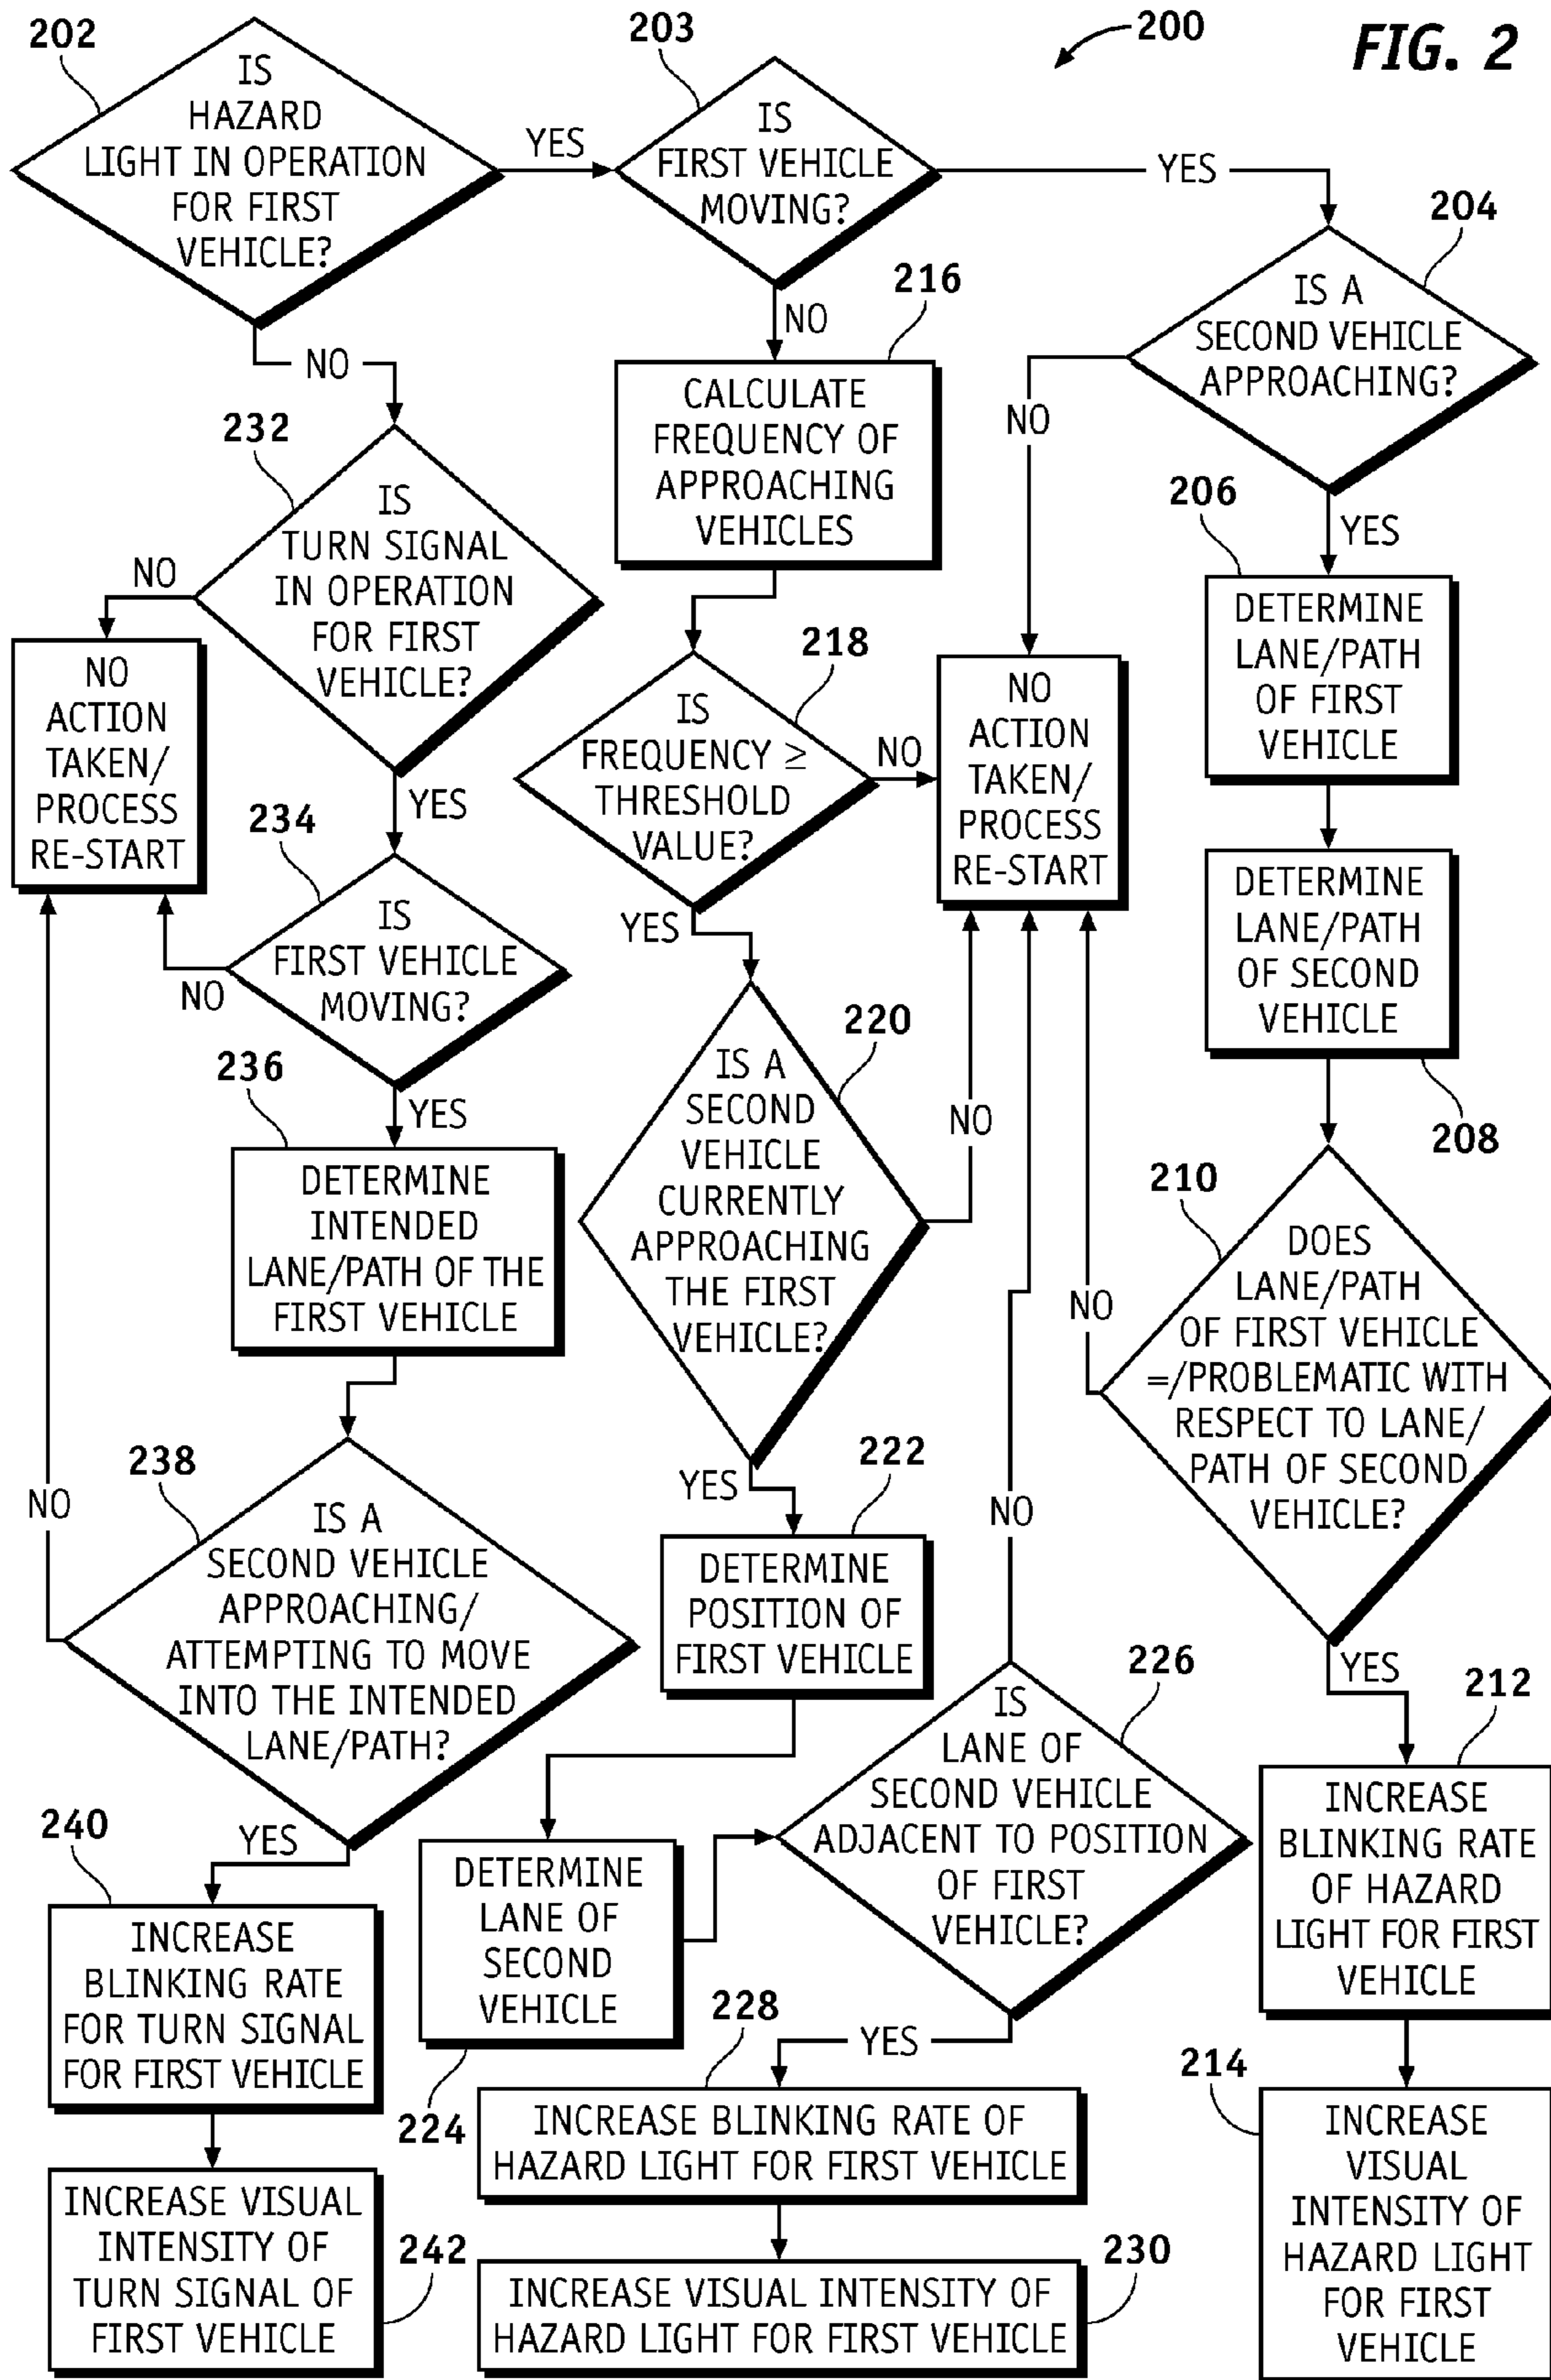 FIG. 2
200
202
IS
HAZARD
LIGHT IN OPERATION
FOR FIRST
VEHICLE?
YES
203
IS
FIRST VEHICLE
MOVING?
YES
204
IS A
SECOND VEHICLE
APPROACHING?
NO
YES
206
DETERMINE
LANE/PATH
OF FIRST
VEHICLE
DETERMINE
LANE/PATH
OF SECOND
VEHICLE
208
210
DOES
LANE/PATH
OF FIRST VEHICLE
=/PROBLEMATIC WITH
RESPECT TO LANE/
PATH OF SECOND
VEHICLE?
NO
YES
212
INCREASE
BLINKING RATE
OF HAZARD
LIGHT FOR FIRST
VEHICLE
214
INCREASE
VISUAL
INTENSITY OF
HAZARD LIGHT
FOR FIRST
VEHICLE
NO
216
CALCULATE
FREQUENCY OF
APPROACHING
VEHICLES
218
IS
FREQUENCY ≥
THRESHOLD
VALUE?
NO
NO
ACTION
TAKEN/
PROCESS
RE-START
YES
220
IS A
SECOND
VEHICLE
CURRENTLY
APPROACHING
THE FIRST
VEHICLE?
NO
YES
222
DETERMINE
POSITION OF
FIRST VEHICLE
DETERMINE
LANE OF
SECOND
VEHICLE
224
226
IS
LANE OF
SECOND VEHICLE
ADJACENT TO POSITION
OF FIRST
VEHICLE?
NO
YES
228
INCREASE BLINKING RATE OF
HAZARD LIGHT FOR FIRST VEHICLE
230
INCREASE VISUAL INTENSITY OF
HAZARD LIGHT FOR FIRST VEHICLE
NO
232
IS
TURN SIGNAL
IN OPERATION
FOR FIRST
VEHICLE?
NO
NO
ACTION
TAKEN/
PROCESS
RE-START
YES
234
IS
FIRST VEHICLE
MOVING?
NO
YES
236
DETERMINE
INTENDED
LANE/PATH OF THE
FIRST VEHICLE
238
IS A
SECOND VEHICLE
APPROACHING/
ATTEMPTING TO MOVE
INTO THE INTENDED
LANE/PATH?
NO
YES
240
INCREASE
BLINKING RATE
FOR TURN SIGNAL
FOR FIRST VEHICLE
INCREASE VISUAL
INTENSITY OF
TURN SIGNAL OF
FIRST VEHICLE
242